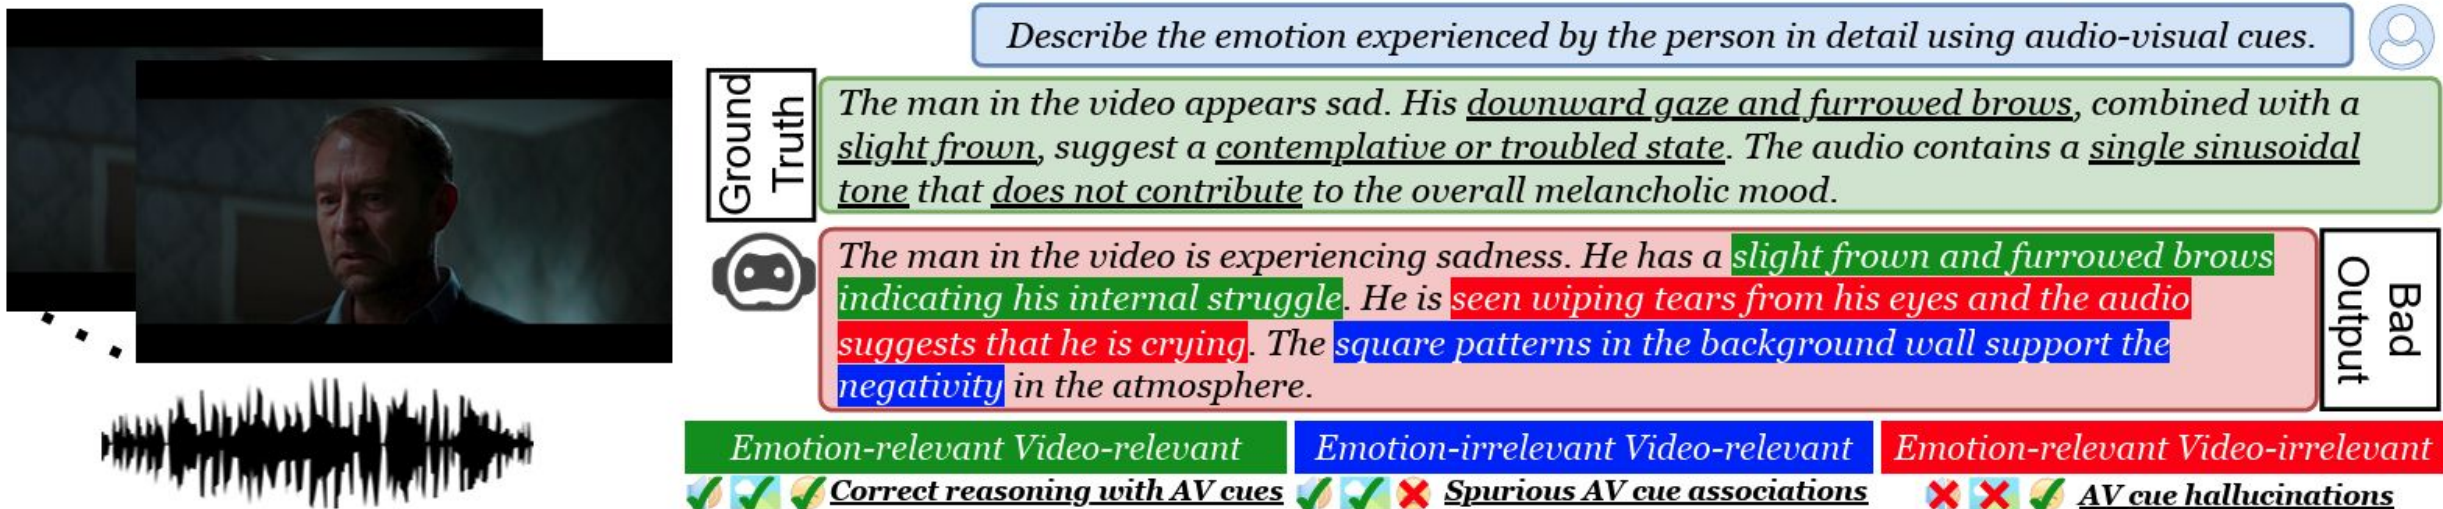 Describe the emotion experienced by the person in detail using audio-visual cues.
Ground
Truth
The man in the video appears sad. His downward gaze and furrowed brows, combined with a
slight frown, suggest a contemplative or troubled state. The audio contains a single sinusoidal
tone that does not contribute to the overall melancholic mood.
The man in the video is experiencing sadness. He has a slight frown and furrowed brows
indicating his internal struggle. He is seen wiping tears from his eyes and the audio
suggests that he is crying. The square patterns in the background wall support the
negativity in the atmosphere.
Bad
Output
Emotion-relevant Video-relevant
Emotion-irrelevant Video-relevant
Emotion-relevant Video-irrelevant
Correct reasoning with AV cues
Spurious AV cue associations
AV cue hallucinations